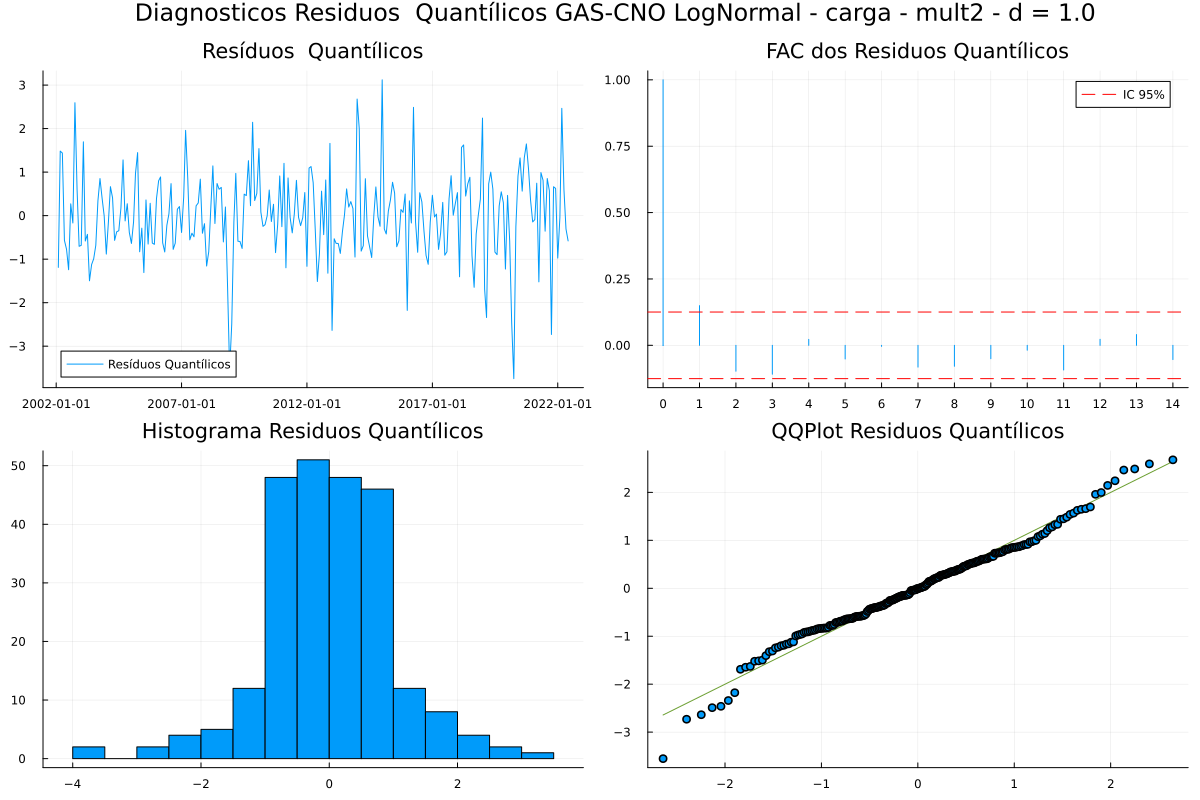 Diagnosticos Residuos  Quantílicos GAS-CNO LogNormal - carga - mult2 - d = 1.0
Resíduos  Quantílicos
3
2
1
0
−1
−2
−3
Resíduos Quantílicos
2002-01-01 2007-01-01 2012-01-01 2017-01-01 2022-01-01
FAC dos Residuos Quantílicos
1.00
0.75
0.50
0.25
0.00
IC 95%
0 1 2 3 4 5 6 7 8 9 10 11 12 13 14
Histograma Residuos Quantílicos
50
40
30
20
10
0
−4 −2 0 2
QQPlot Residuos Quantílicos
2
1
0
−1
−2
−3
−2 −1 0 1 2